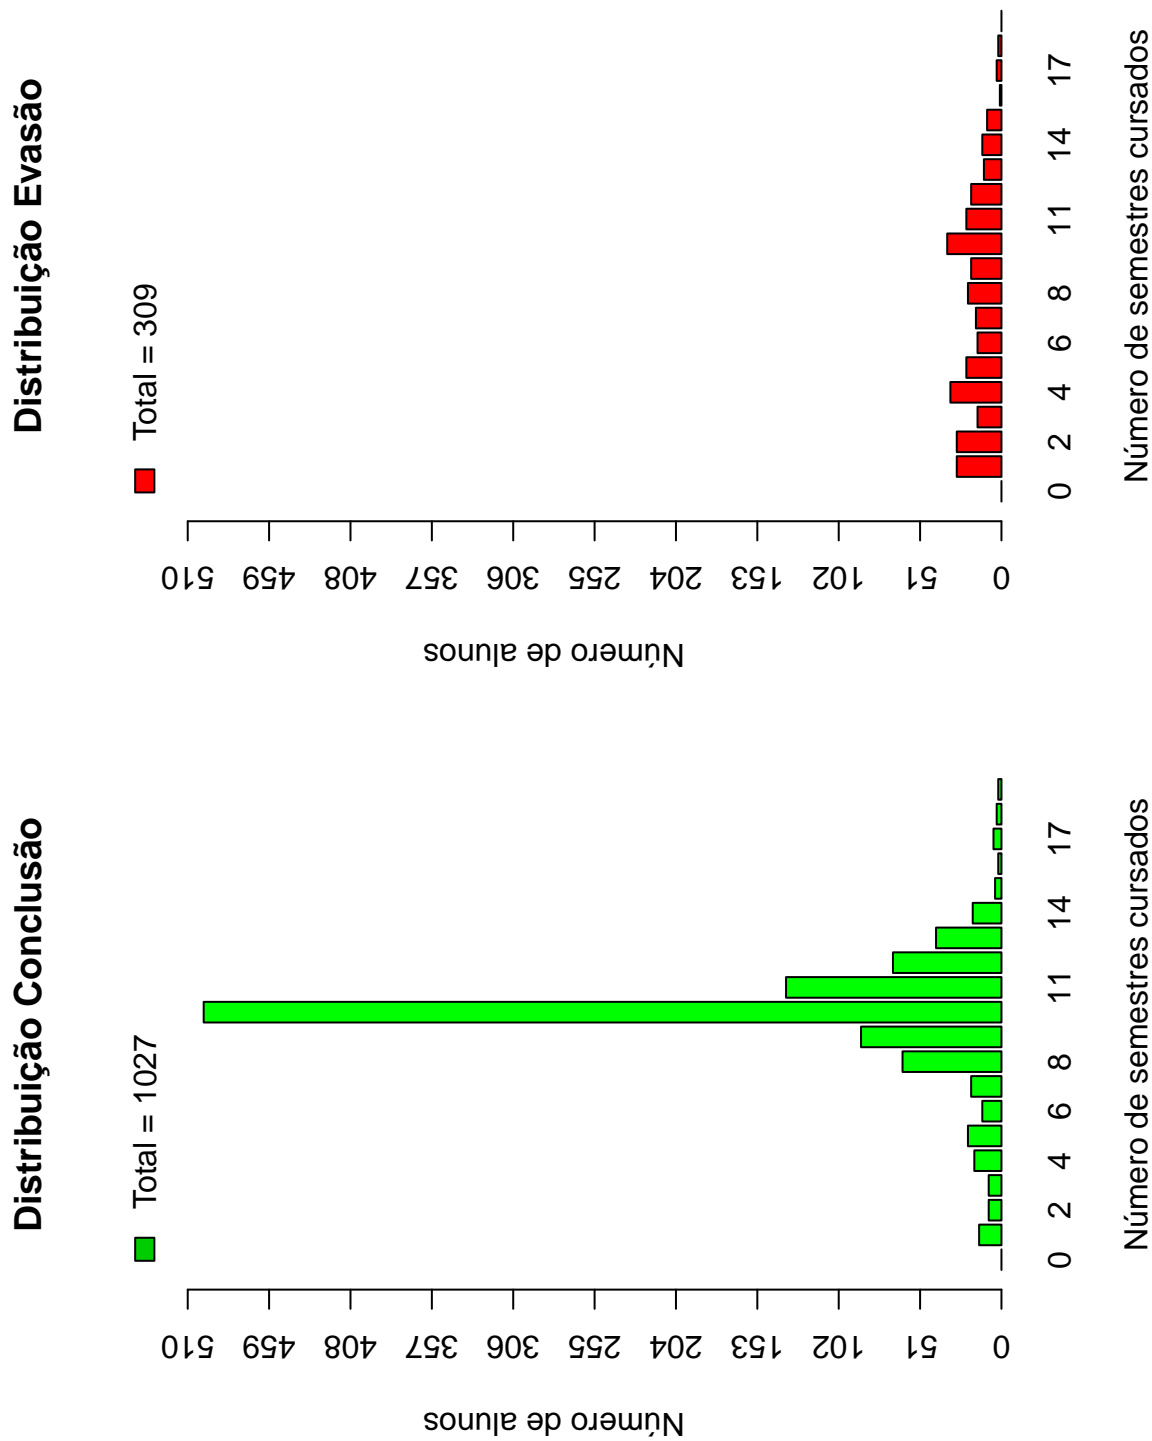 Distribuição Conclusão
Total = 1027
Número de alunos
510
459
408
357
306
255
204
153
102
51
0
0 2 4 6 8 11 14 17
Número de semestres cursados
Distribuição Evasão
Total = 309
Número de alunos
510
459
408
357
306
255
204
153
102
51
0
0 2 4 6 8 11 14 17
Número de semestres cursados